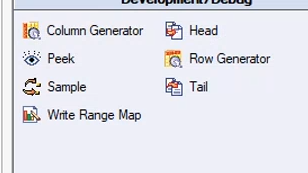 Development/Debug
Column Generator
Head
Peek
Row Generator
Sample
Tail
Write Range Map